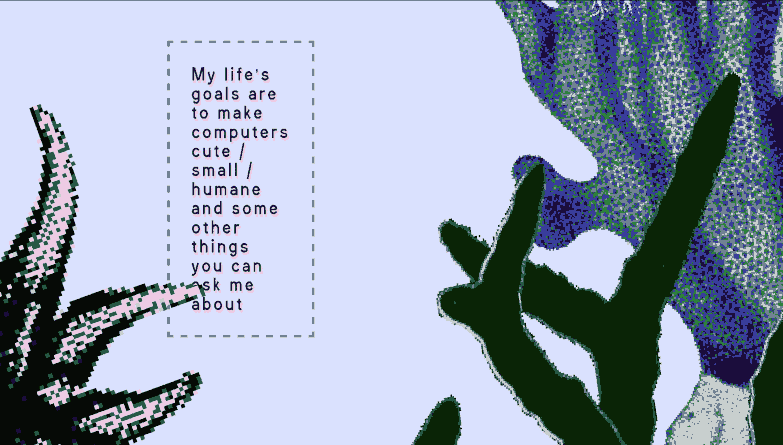 My life's
goals are
to make
computers
cute /
small /
humane
and some
other
things
you can
ask me
about